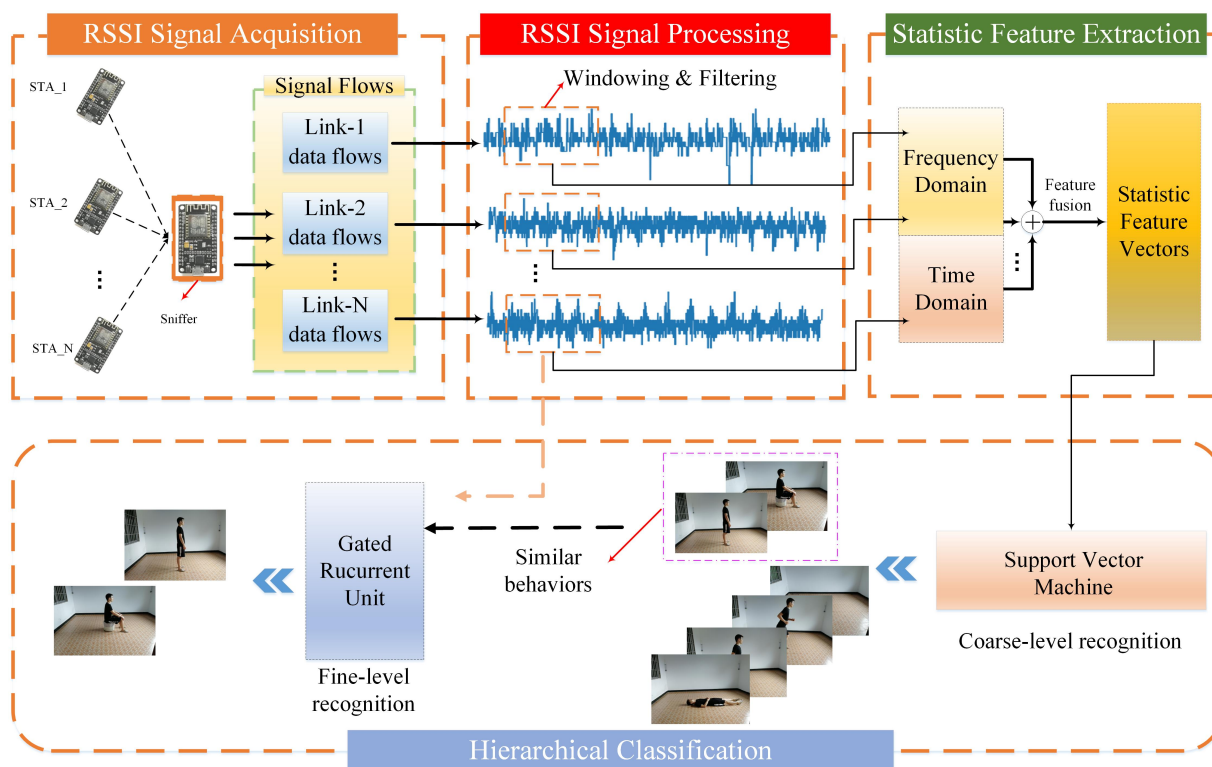 RSSI Signal Acquisition
STA_1
STA_2
⋮
STA_N
Sniffer
Signal Flows
Link-1
data flows
Link-2
data flows
⋮
Link-N
data flows
RSSI Signal Processing
Windowing & Filtering
⋮
Statistic Feature Extraction
Frequency
Domain
Time
Domain
Feature
fusion
+
⋮
Statistic
Feature
Vectors
Support Vector
Machine
Coarse-level recognition
Similar
behaviors
Gated
Rucurrent
Unit
Fine-level
recognition
Hierarchical Classification